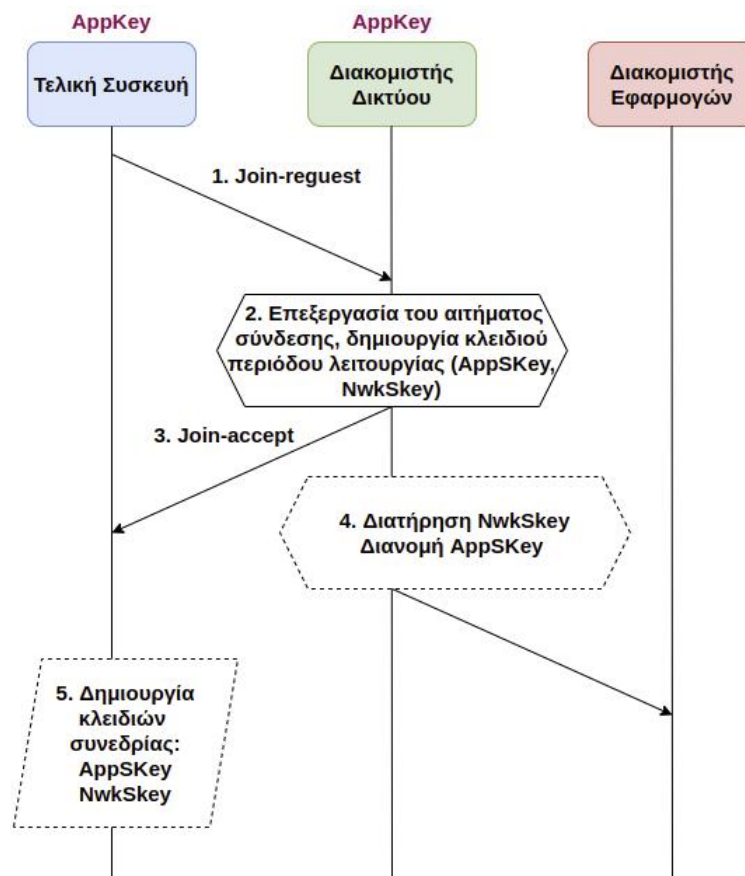 AppKey
AppKey
Τελική Συσκευή
Διακομιστής
Δικτύου
Διακομιστής
Εφαρμογών
1. Join-reguest
2. Επεξεργασία του αιτήματος
σύνδεσης, δημιουργία κλειδιού
περιόδου λειτουργίας (AppSKey,
NwkSkey)
3. Join-accept
4. Διατήρηση NwkSkey
Διανομή AppSKey
5. Δημιουργία
κλειδιών
συνεδρίας:
AppSKey
NwkSkey